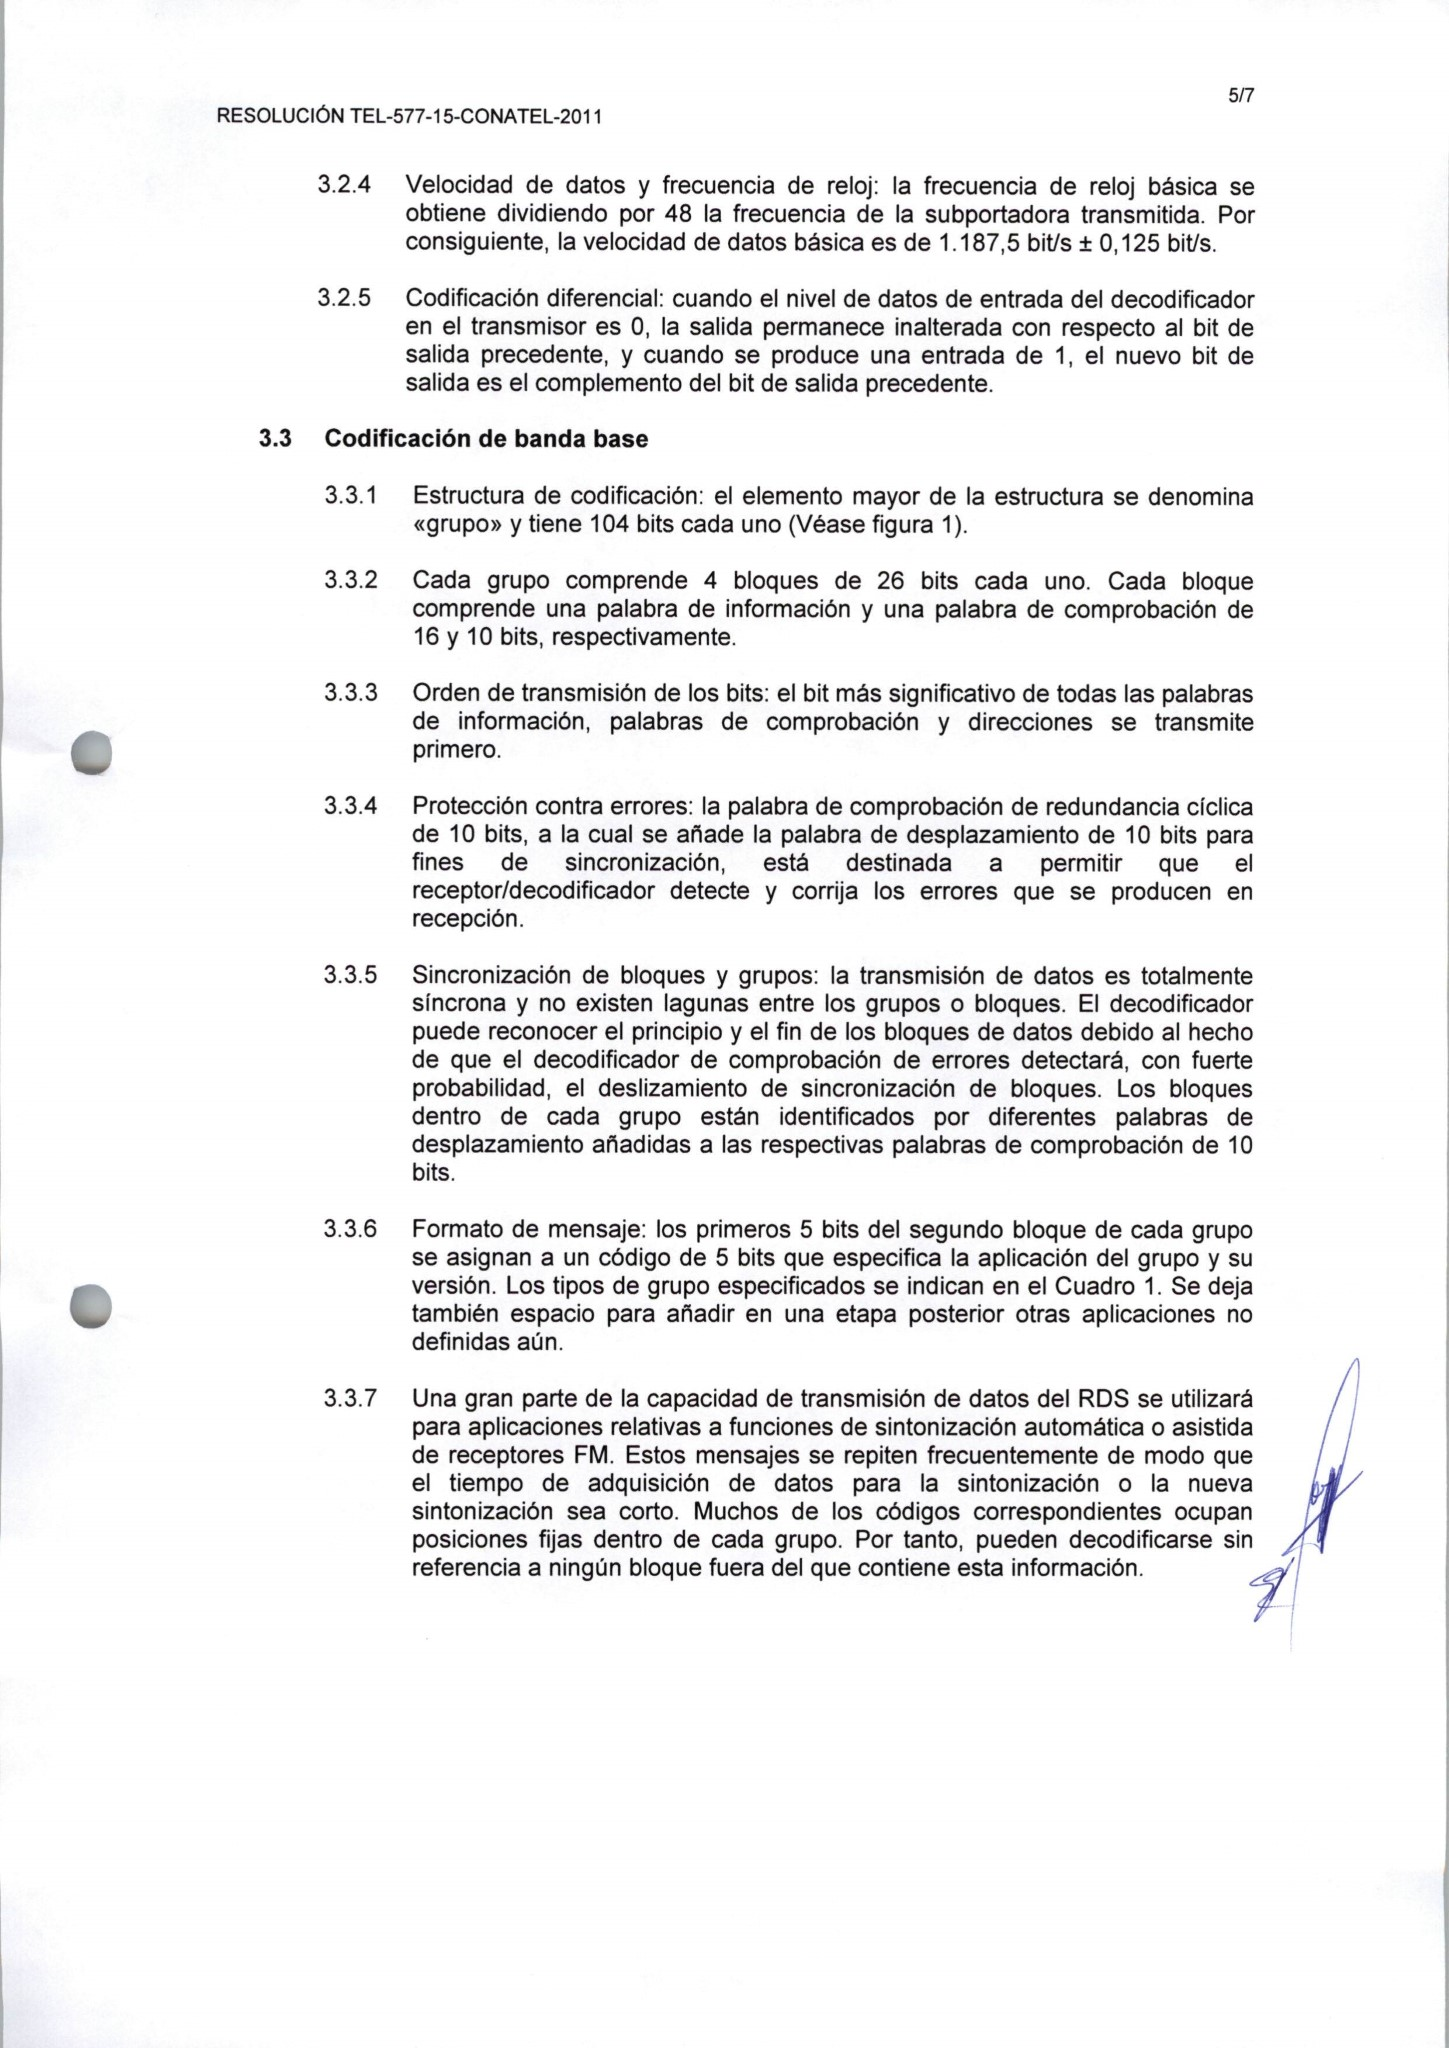 5/7
RESOLUCIÓN TEL-577-15-CONATEL-2011
3.2.4 Velocidad de datos y frecuencia de reloj: la frecuencia de reloj básica se
obtiene dividiendo por 48 la frecuencia de la subportadora transmitida. Por
consiguiente, la velocidad de datos básica es de 1.187,5 bit/s ± 0,125 bit/s.
3.2.5 Codificación diferencial: cuando el nivel de datos de entrada del decodificador
en el transmisor es 0, la salida permanece inalterada con respecto al bit de
salida precedente, y cuando se produce una entrada de 1, el nuevo bit de
salida es el complemento del bit de salida precedente.
3.3 Codificación de banda base
3.3.1 Estructura de codificación: el elemento mayor de la estructura se denomina
«grupo» y tiene 104 bits cada uno (Véase figura 1).
3.3.2 Cada grupo comprende 4 bloques de 26 bits cada uno. Cada bloque
comprende una palabra de información y una palabra de comprobación de
16 y 10 bits, respectivamente.
3.3.3 Orden de transmisión de los bits: el bit más significativo de todas las palabras
de información, palabras de comprobación y direcciones se transmite
primero.
3.3.4 Protección contra errores: la palabra de comprobación de redundancia cíclica
de 10 bits, a la cual se añade la palabra de desplazamiento de 10 bits para
fines de sincronización, está destinada a permitir que el
receptor/decodificador detecte y corrija los errores que se producen en
recepción.
3.3.5 Sincronización de bloques y grupos: la transmisión de datos es totalmente
síncrona y no existen lagunas entre los grupos o bloques. El decodificador
puede reconocer el principio y el fin de los bloques de datos debido al hecho
de que el decodificador de comprobación de errores detectará, con fuerte
probabilidad, el deslizamiento de sincronización de bloques. Los bloques
dentro de cada grupo están identificados por diferentes palabras de
desplazamiento añadidas a las respectivas palabras de comprobación de 10
bits.
3.3.6 Formato de mensaje: los primeros 5 bits del segundo bloque de cada grupo
se asignan a un código de 5 bits que especifica la aplicación del grupo y su
versión. Los tipos de grupo especificados se indican en el Cuadro 1. Se deja
también espacio para añadir en una etapa posterior otras aplicaciones no
definidas aún.
3.3.7 Una gran parte de la capacidad de transmisión de datos del RDS se utilizará
para aplicaciones relativas a funciones de sintonización automática o asistida
de receptores FM. Estos mensajes se repiten frecuentemente de modo que
el tiempo de adquisición de datos para la sintonización o la nueva
sintonización sea corto. Muchos de los códigos correspondientes ocupan
posiciones fijas dentro de cada grupo. Por tanto, pueden decodificarse sin
referencia a ningún bloque fuera del que contiene esta información.